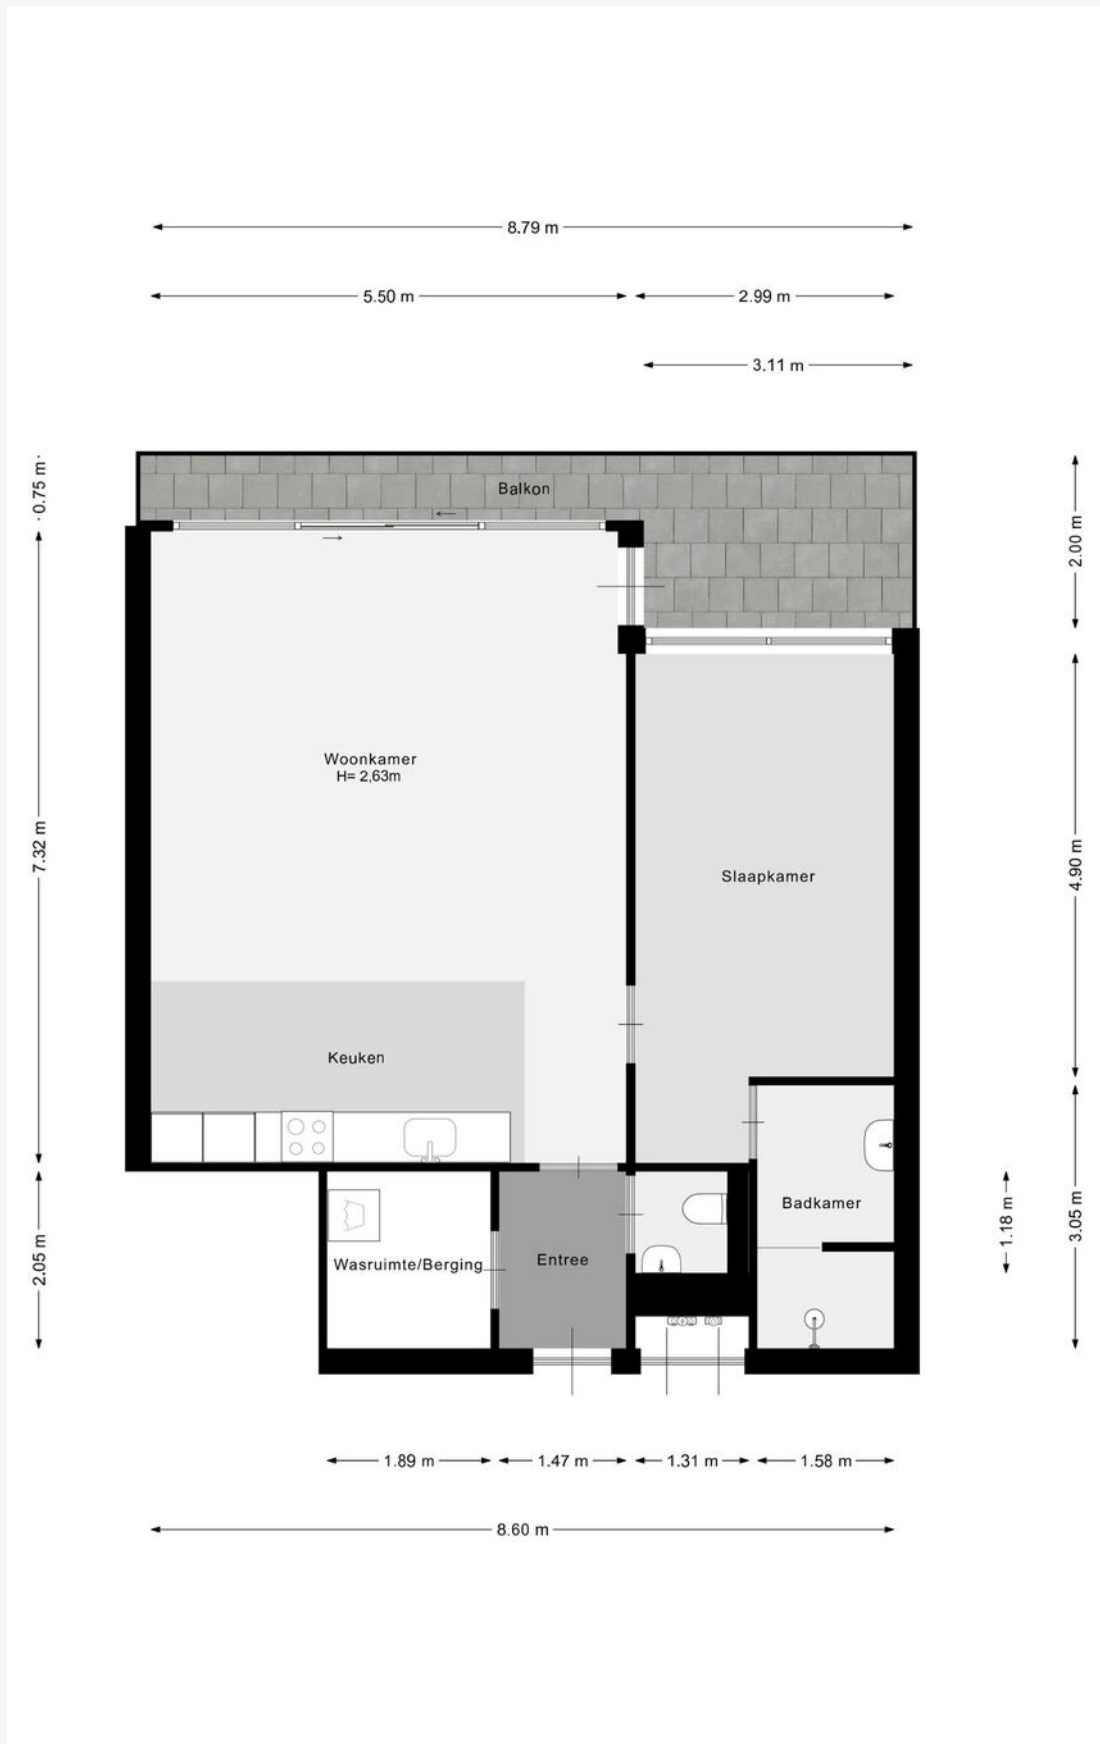 8.79 m
5.50 m
2.99 m
3.11 m
0.75 m
Balkon
2.00 m
Woonkamer
H= 2,63m
7.32 m
4.90 m
Slaapkamer
Keuken
Badkamer
1.18 m
3.05 m
2.05 m
Wasruimte/Berging
Entree
1.89 m
1.47 m
1.31 m
1.58 m
8.60 m